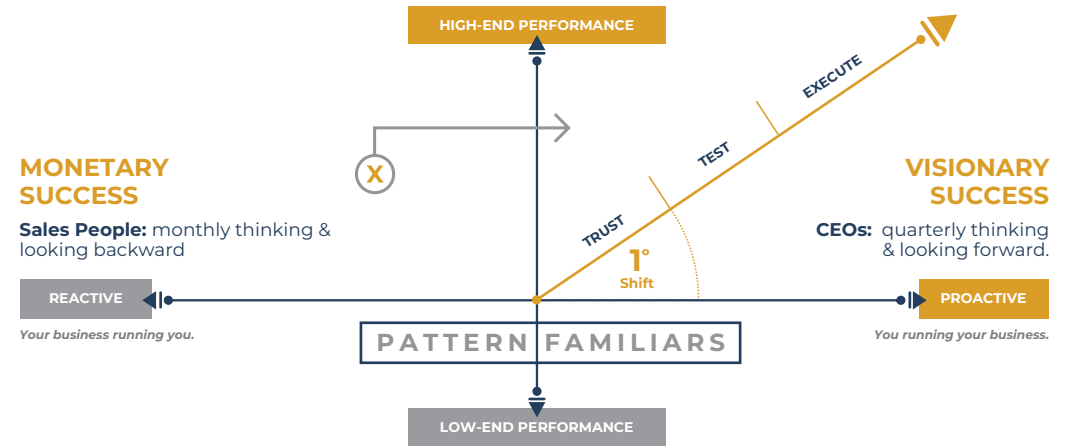 HIGH-END PERFORMANCE
EXECUTE
TEST
TRUST
X
MONETARY
SUCCESS
Sales People: monthly thinking &
looking backward
REACTIVE
Your business running you.
1°
Shift
VISIONARY
SUCCESS
CEOs: quarterly thinking
& looking forward.
PROACTIVE
You running your business.
PATTERN FAMILIARS
LOW-END PERFORMANCE